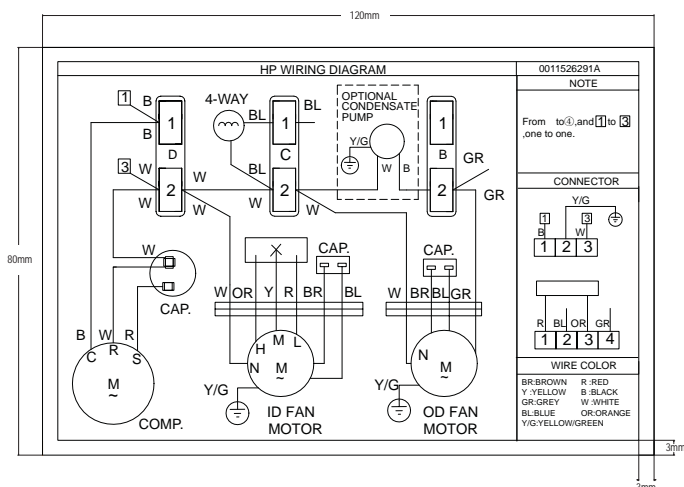 120mm
HP WIRING DIAGRAM
0011526291A
NOTE
From to④,and 1 to 3
,one to one.
CONNECTOR
Y/G
1 3
B W
1 2 3
R BL OR GR
1 2 3 4
WIRE COLOR
BR:BROWN R :RED
Y :YELLOW B :BLACK
GR:GREY W :WHITE
BL:BLUE OR:ORANGE
Y/G:YELLOW/GREEN
1 B
B
1
D
3 W
W
2
W
W
4-WAY
BL
BL
1
C
BL
W
2
W
OPTIONAL
CONDENSATE
PUMP
Y/G
W B
1
B
2
GR
GR
80mm
W
CAP.
CAP.
CAP.
W OR Y R BR BL
W BR BL GR
B W R
C R S
M
~
COMP.
H M L
N
M
~
Y/G
ID FAN
MOTOR
N
M
~
Y/G
OD FAN
MOTOR
3mm
3mm